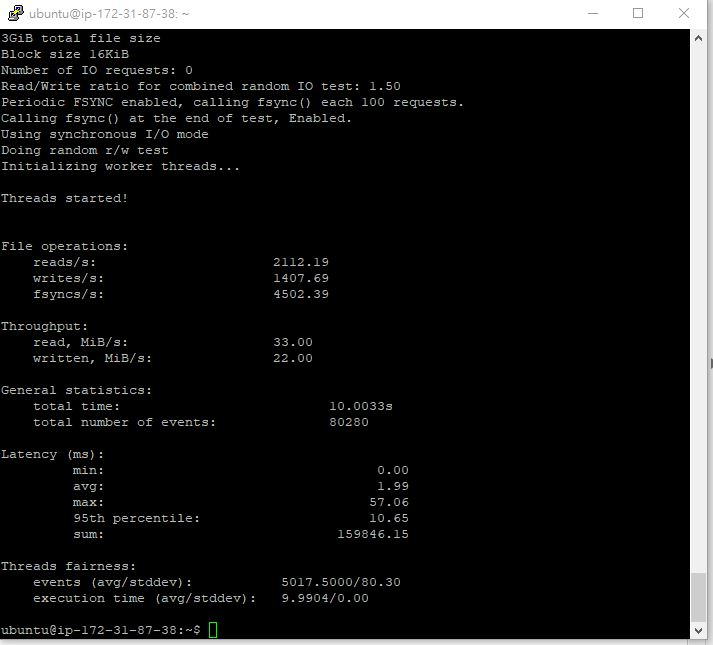 ubuntu@ip-172-31-87-38: ~
3GiB total file size
Block size 16KiB
Number of IO requests: 0
Read/Write ratio for combined random IO test: 1.50
Periodic FSYNC enabled, calling fsync() each 100 requests.
Calling fsync() at the end of test, Enabled.
Using synchronous I/O mode
Doing random r/w test
Initializing worker threads...
Threads started!
File operations:
reads/s: 2112.19
writes/s: 1407.69
fsyncs/s: 4502.39
Throughput:
read, MiB/s: 33.00
written, MiB/s: 22.00
General statistics:
total time: 10.0033s
total number of events: 80280
Latency (ms):
min: 0.00
avg: 1.99
max: 57.06
95th percentile: 10.65
sum: 159846.15
Threads fairness:
events (avg/stddev): 5017.5000/80.30
execution time (avg/stddev): 9.9904/0.00
ubuntu@ip-172-31-87-38:~$